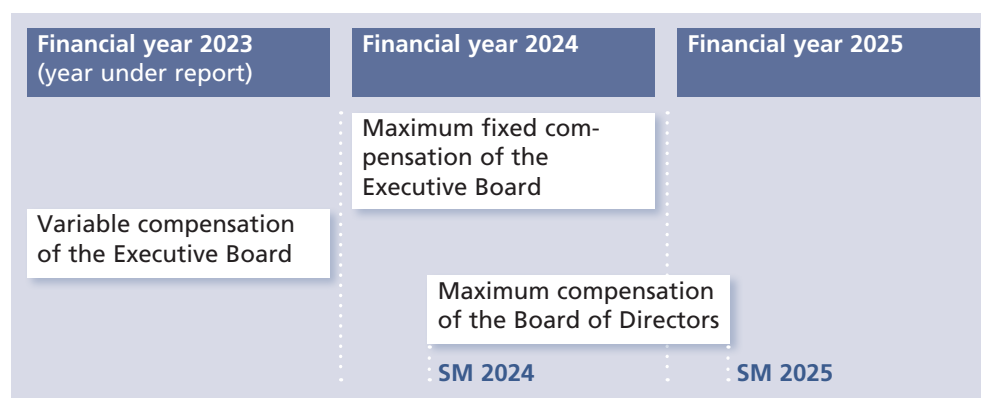 Financial year 2023
(year under report)
Financial year 2024
Financial year 2025
Maximum fixed com-
pensation of the
Executive Board
Variable compensation
of the Executive Board
Maximum compensation
of the Board of Directors
SM 2024
SM 2025